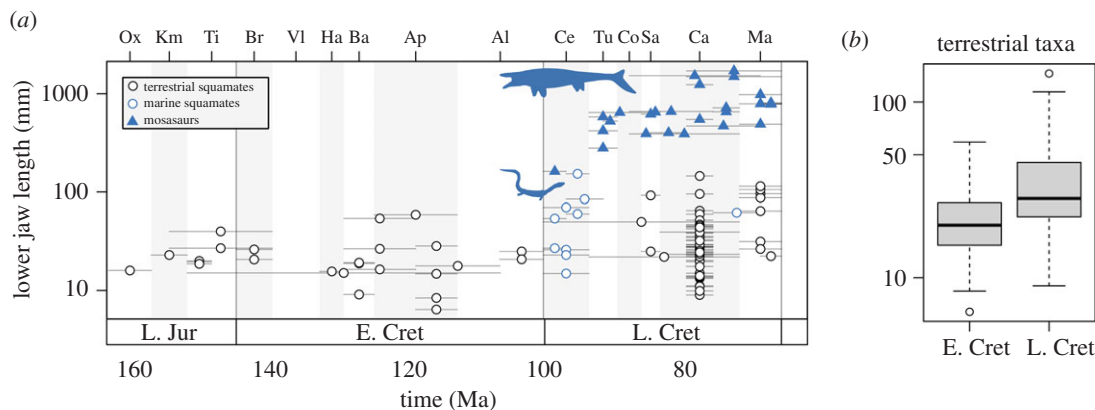 (a)
Ox Km Ti Br Vl Ha Ba Ap Al Ce Tu Co Sa Ca Ma
lower jaw length (mm)
1000
100
10
terrestrial squamates
marine squamates
mosasaurs
L. Jur E. Cret L. Cret
160 140 120 100 80
time (Ma)
(b)
terrestrial taxa
100
50
10
E. Cret L. Cret